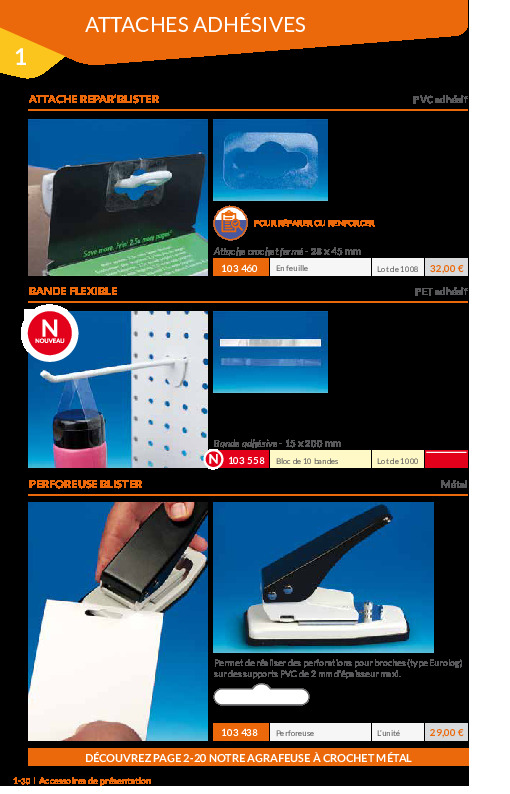 ATTACHES ADHÉSIVES
1
ATTACHE REPAR'BLISTER PVC adhésif
Save more. Print 2.5x more pages
POUR RÉPARER OU RENFORCER
Attache crochet fermé - 28 x 45 mm
103 460 En feuille Lot de 1008 32,00 €
BANDE FLEXIBLE PET adhésif
N
NOUVEAU
Bande adhésive - 15 x 200 mm
N 103 558 Bloc de 10 bandes Lot de 1000
PERFOREUSE BLISTER Métal
Permet de réaliser des perforations pour broches (type Eurolog)
sur des supports PVC de 2 mm d'épaisseur maxi.
103 438 Perforeuse L'unité 29,00 €
DÉCOUVREZ PAGE 2-20 NOTRE AGRAFEUSE À CROCHET MÉTAL
1-30 | Accessoires de présentation